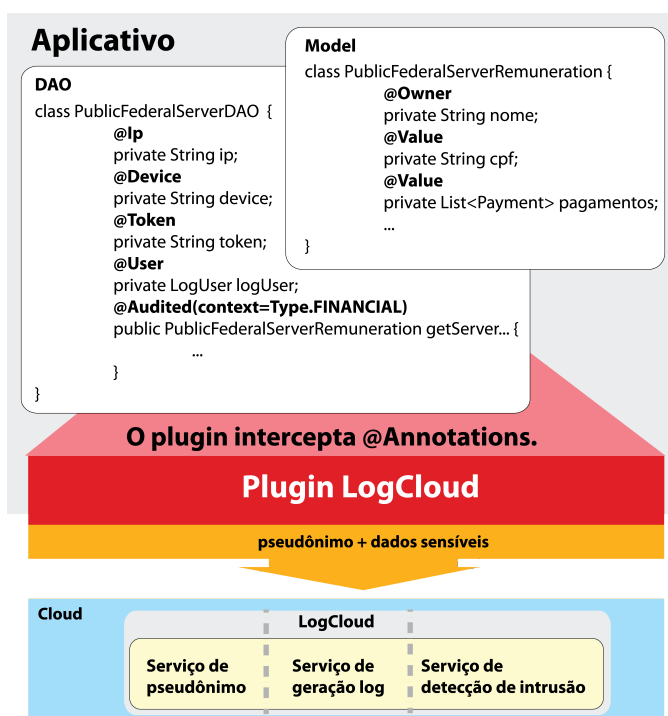 Aplicativo
DAO
class PublicFederalServerDAO {
@Ip
private String ip;
@Device
private String device;
@Token
private String token;
@User
private LogUser logUser;
@Audited(context=Type.FINANCIAL)
public PublicFederalServerRemuneration getServer... {
...
}
}
Model
class PublicFederalServerRemuneration {
@Owner
private String nome;
@Value
private String cpf;
@Value
private List<Payment> pagamentos;
...
}
O plugin intercepta @Annotations.
Plugin LogCloud
pseudônimo + dados sensíveis
Cloud
LogCloud
Serviço de
pseudônimo
Serviço de
geração log
Serviço de
detecção de intrusão